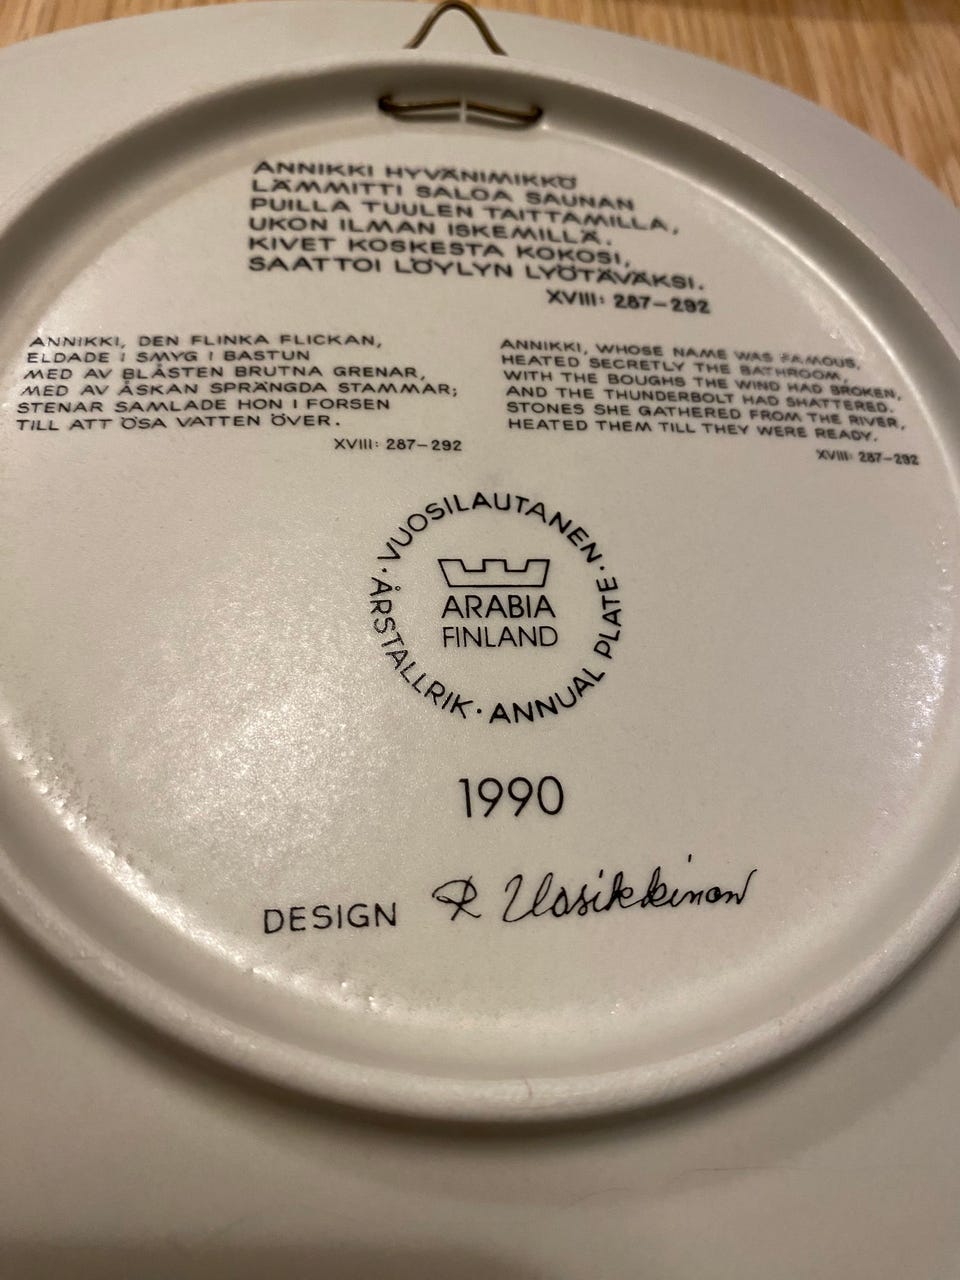 ANNIKKI HYVÄNIMIKKÖ
LÄMMITTI SALOA SAUNAN
PUILLA TUULEN TAITTAMILLA,
UKON ILMAN ISKEMILLÄ.
KIVET KOSKESTA KOKOSI,
SAATTOI LÖYLYN LYÖTÄVÄKSI.
XVIII: 287–292
ANNIKKI, DEN FLINKA FLICKAN,
ELDADE I SMYG I BASTUN
MED AV BLÅSTEN BRUTNA GRENAR,
MED AV ÅSKAN SPRÄNGDA STAMMAR;
STENAR SAMLADE HON I FORSEN
TILL ATT ÖSA VATTEN ÖVER.
XVIII: 287–292
ANNIKKI, WHOSE NAME WAS FAMOUS,
HEATED SECRETLY THE BATHROOM,
WITH THE BOUGHS THE WIND HAD BROKEN,
AND THE THUNDERBOLT HAD SHATTERED.
STONES SHE GATHERED FROM THE RIVER,
HEATED THEM TILL THEY WERE READY.
XVIII: 287–292
VUOSILAUTANEN · ANNUAL PLATE · ÅRSTALLRIK ·
ARABIA
FINLAND
1990
DESIGN R Uosikkinen